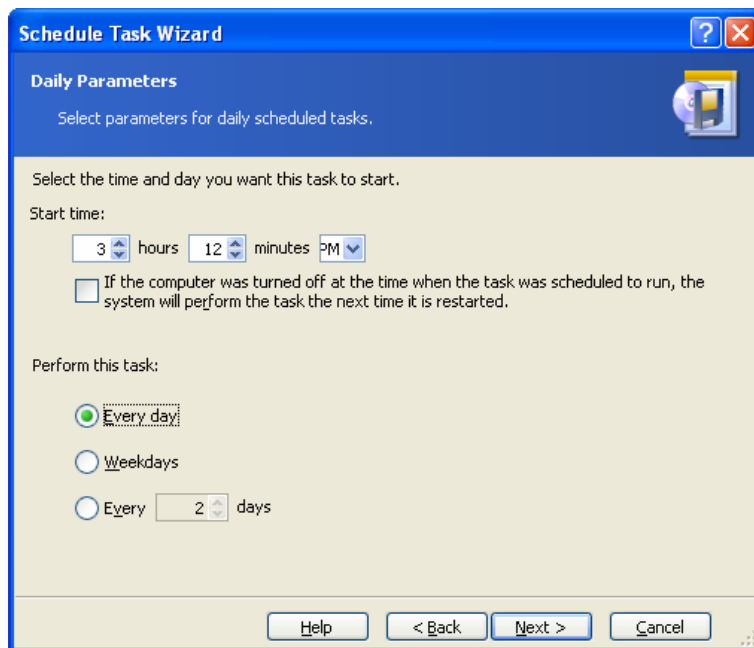 Schedule Task Wizard
?
Daily Parameters
Select parameters for daily scheduled tasks.
Select the time and day you want this task to start.
Start time:
3 hours 12 minutes PM
If the computer was turned off at the time when the task was scheduled to run, the
system will perform the task the next time it is restarted.
Perform this task:
Every day
Weekdays
Every 2 days
Help < Back Next > Cancel